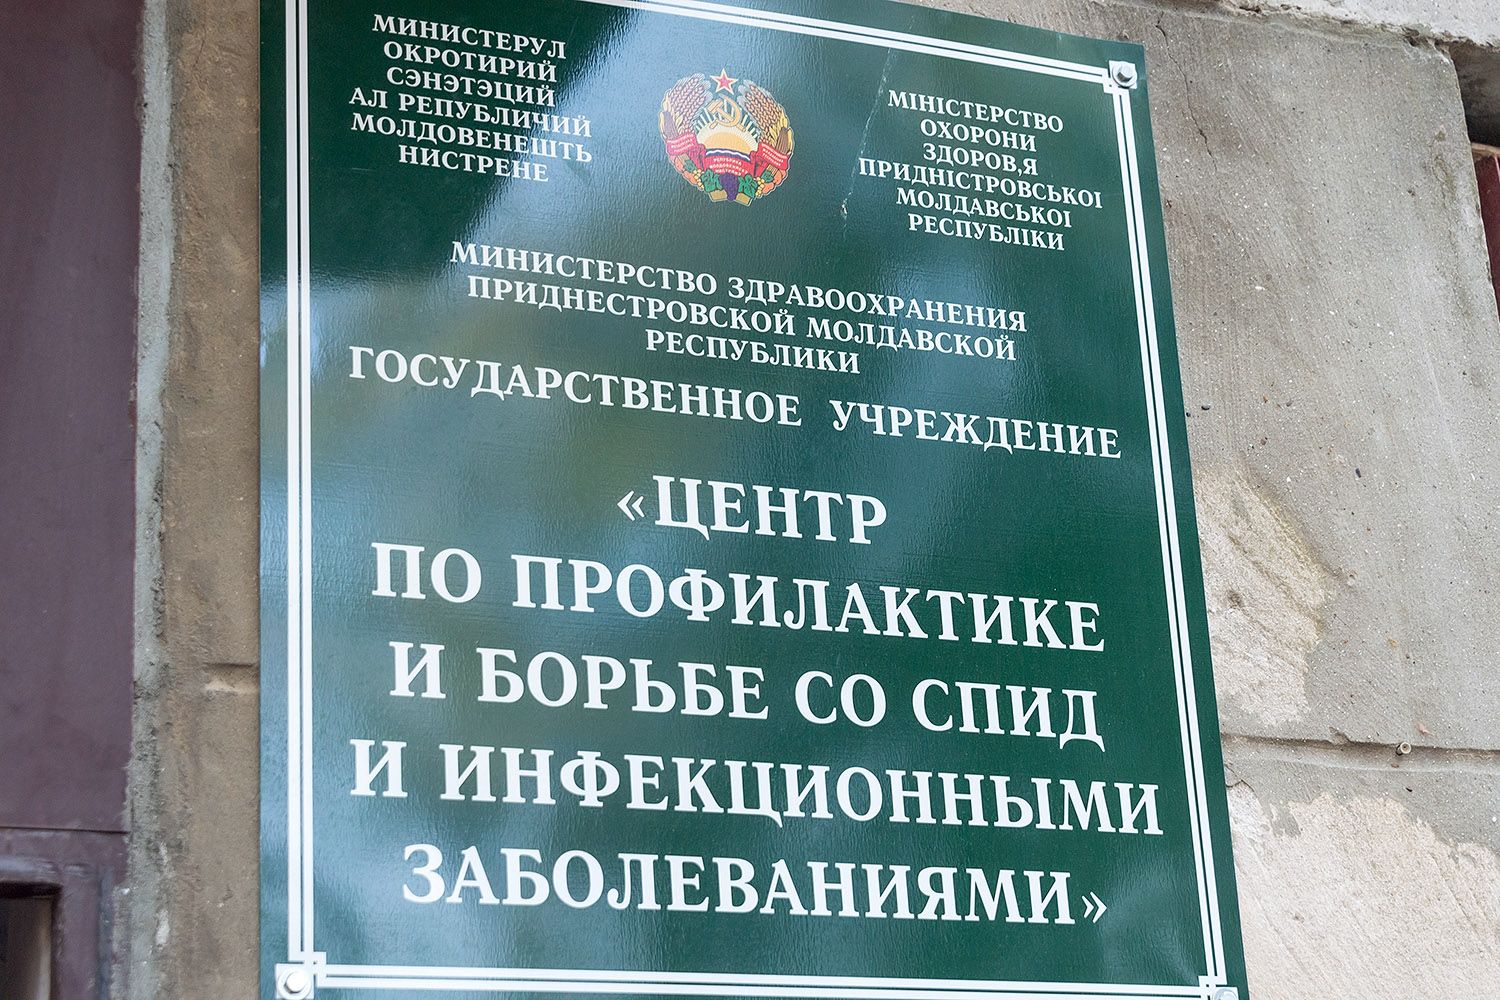 МИНИСТЕРУЛ
ОКРОТИРИЙ
СЭНЭТЭЦИЙ
АЛ РЕПУБЛИЧИЙ
МОЛДОВЕНЕШТЬ
НИСТРЕНЕ
МІНІСТЕРСТВО
ОХОРОНИ
ЗДОРОВ,Я
ПРИДНІСТРОВСЬКОІ
МОЛДАВСЬКОІ
РЕСПУБЛІКИ
МИНИСТЕРСТВО ЗДРАВООХРАНЕНИЯ
ПРИДНЕСТРОВСКОЙ МОЛДАВСКОЙ
РЕСПУБЛИКИ
ГОСУДАРСТВЕННОЕ УЧРЕЖДЕНИЕ
«ЦЕНТР
ПО ПРОФИЛАКТИКЕ
И БОРЬБЕ СО СПИД
И ИНФЕКЦИОННЫМИ
ЗАБОЛЕВАНИЯМИ»